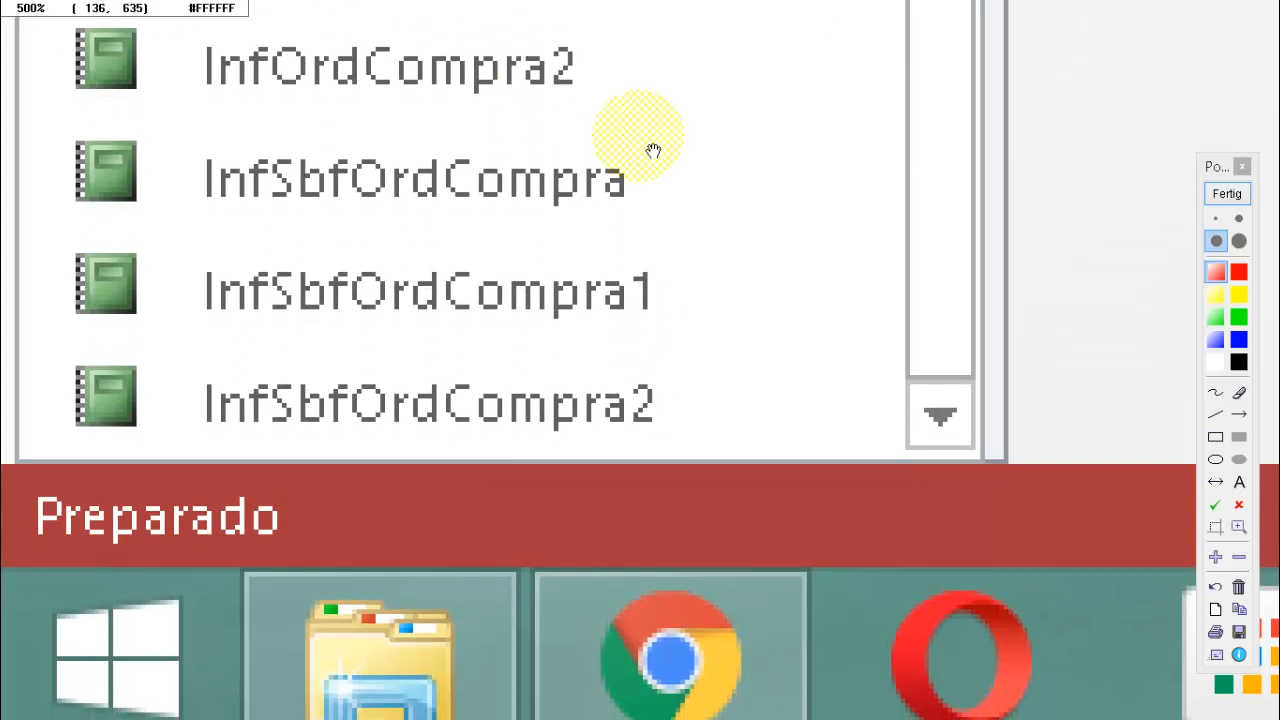 500% ( 136, 635) #FFFFFF
InfOrdCompra2
InfSbfOrdCompra
InfSbfOrdCompra1
InfSbfOrdCompra2
Preparado
Po... x
Fertig
A